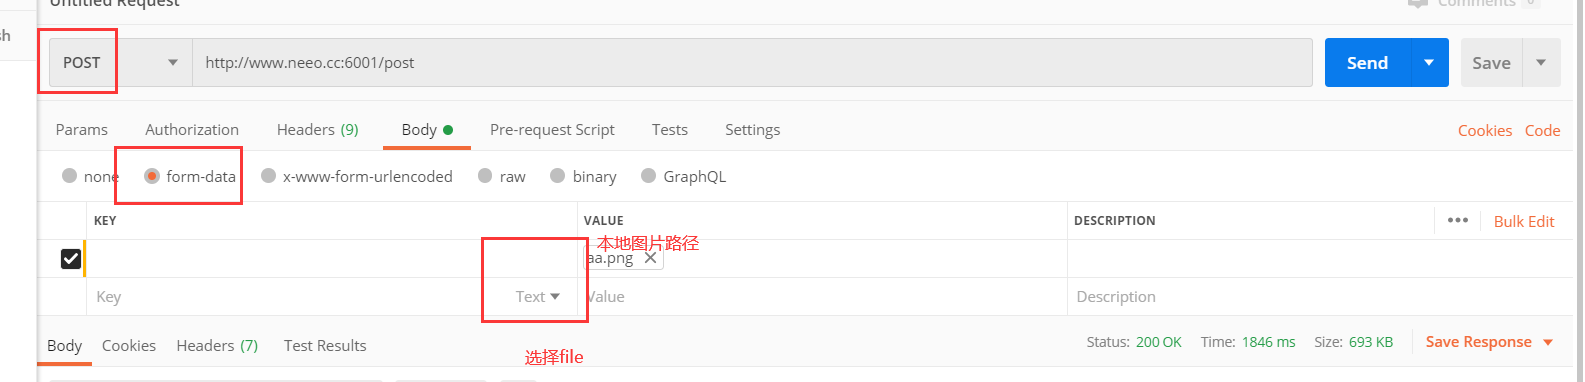 Untitled Request
Comments 0
sh
POST
http://www.neeo.cc:6001/post
Send
Save
Params Authorization Headers (9) Body Pre-request Script Tests Settings Cookies Code
none form-data x-www-form-urlencoded raw binary GraphQL
KEY VALUE DESCRIPTION ••• Bulk Edit
本地图片路径
aa.png
Key Text Value Description
Body Cookies Headers (7) Test Results Status: 200 OK Time: 1846 ms Size: 693 KB Save Response
选择file